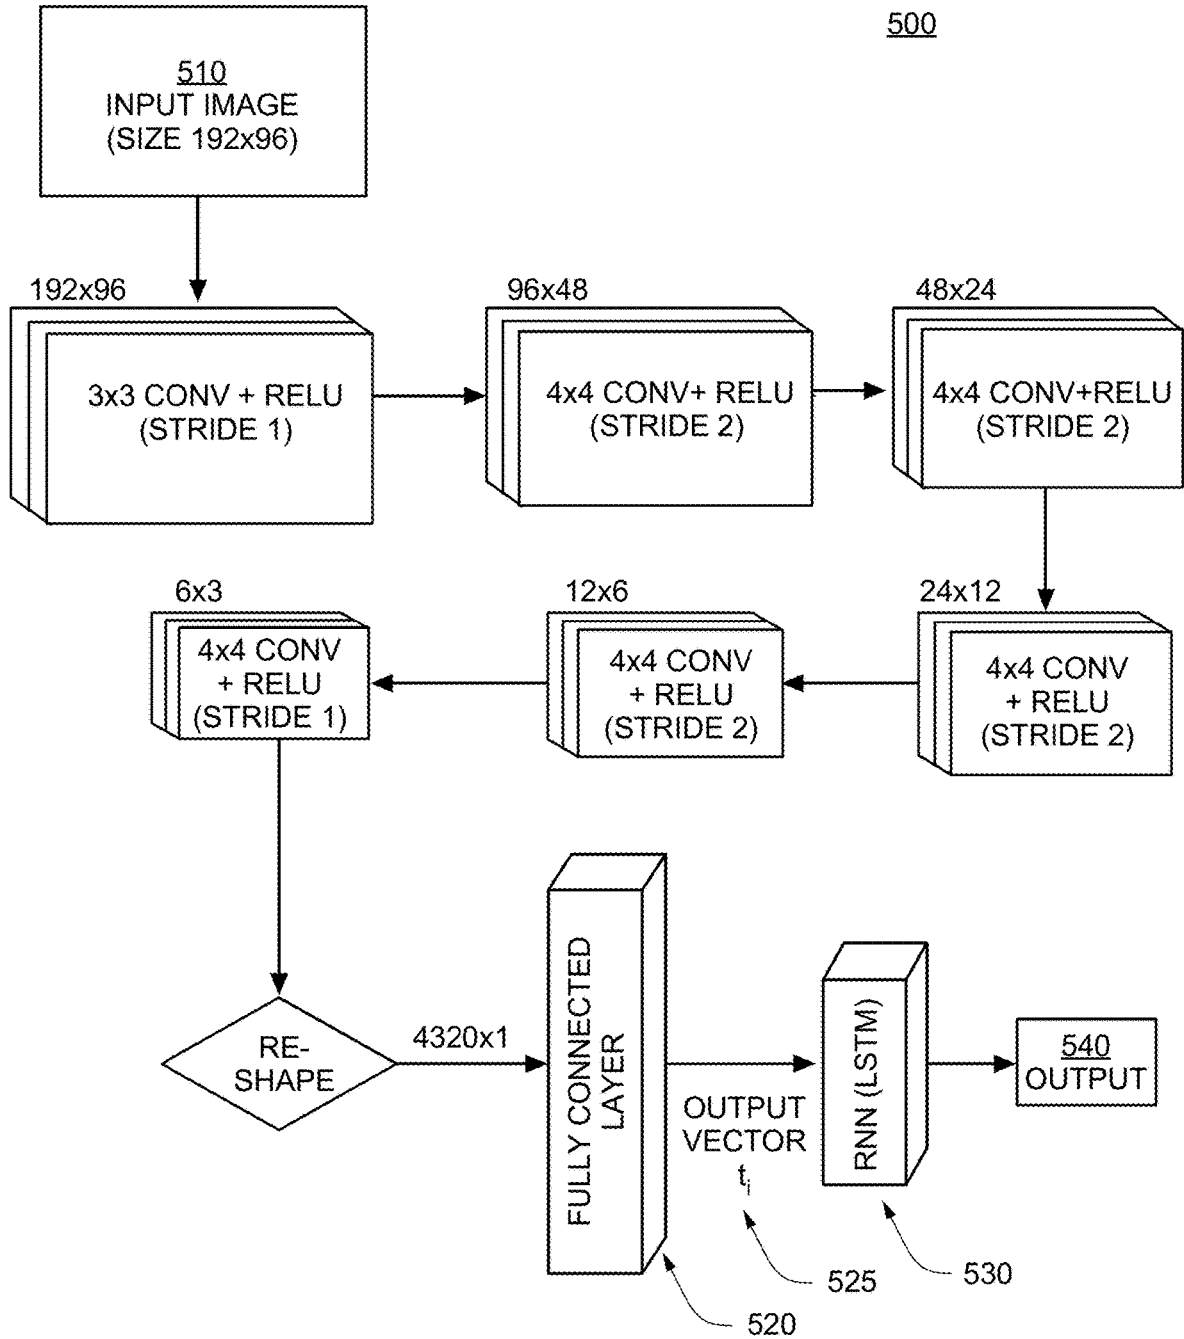 500
510
INPUT IMAGE
(SIZE 192x96)
192x96
3x3 CONV + RELU
(STRIDE 1)
96x48
4x4 CONV+ RELU
(STRIDE 2)
48x24
4x4 CONV+RELU
(STRIDE 2)
24x12
4x4 CONV
+ RELU
(STRIDE 2)
12x6
4x4 CONV
+ RELU
(STRIDE 2)
6x3
4x4 CONV
+ RELU
(STRIDE 1)
RE-
SHAPE
4320x1
FULLY CONNECTED
LAYER
520
OUTPUT
VECTOR
ti
525
RNN (LSTM)
530
540
OUTPUT